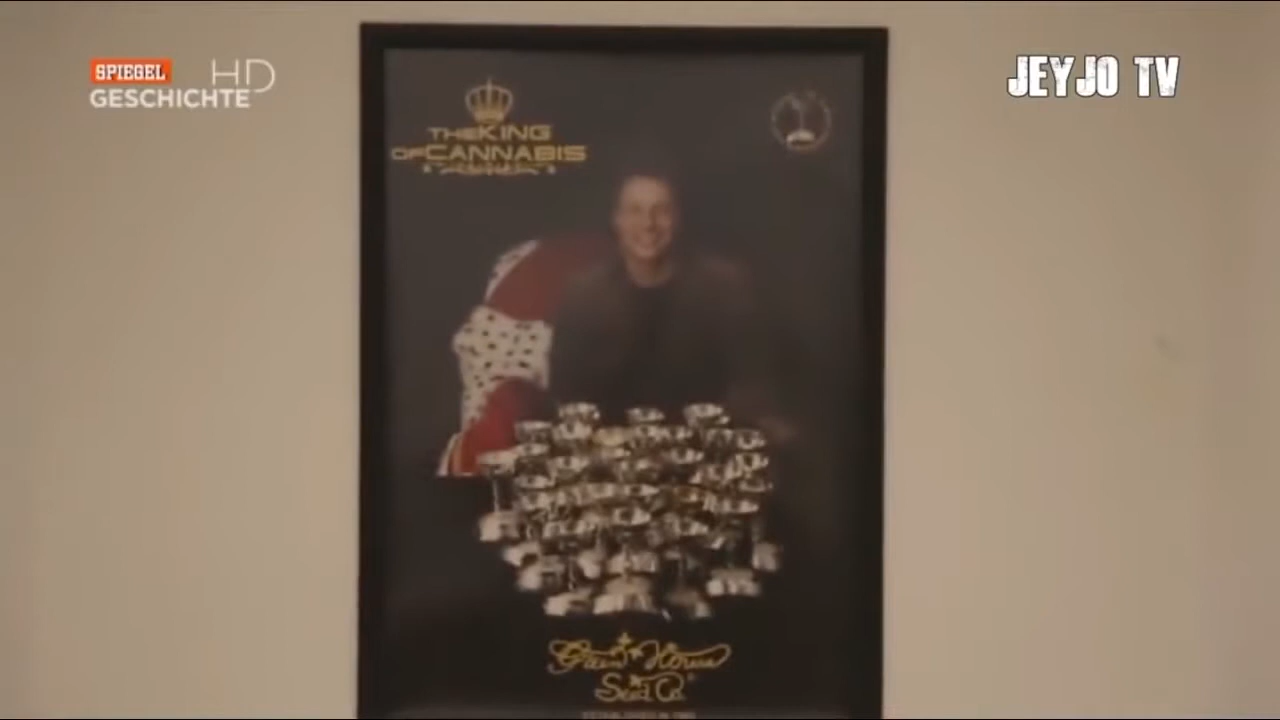 SPIEGEL HD
GESCHICHTE
JEYJO TV
THE KING
OF CANNABIS
Green House
Seed Co.